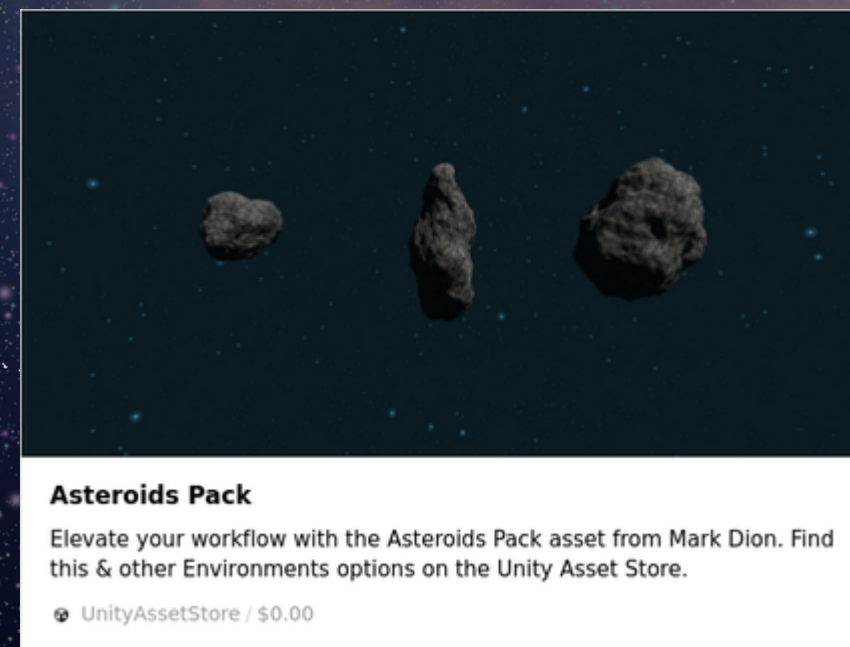 Asteroids Pack
Elevate your workflow with the Asteroids Pack asset from Mark Dion. Find
this & other Environments options on the Unity Asset Store.
UnityAssetStore / $0.00